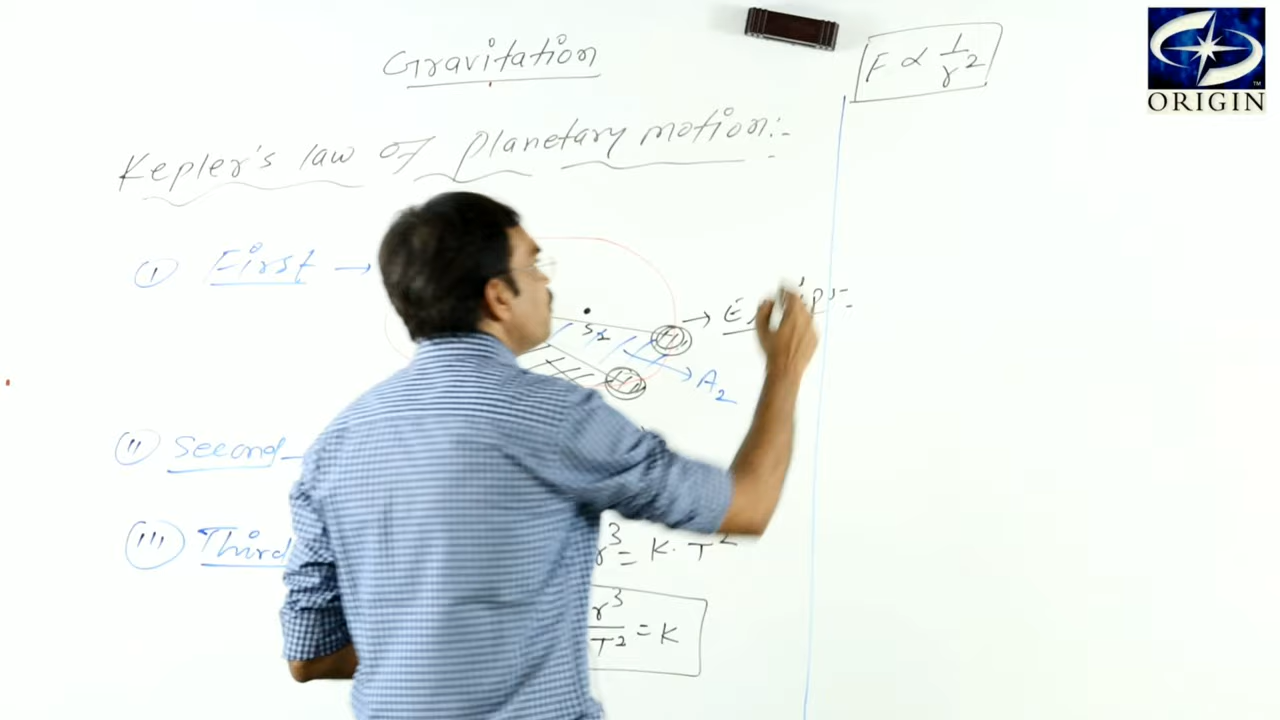 Gravitation
F ∝ 1/r²
ORIGIN
Kepler's law of planetary motion:-
(I) First →
S₂
→
→ A₂
(II) Second
(III) Third
r³ = K. T²
r³/T² = K